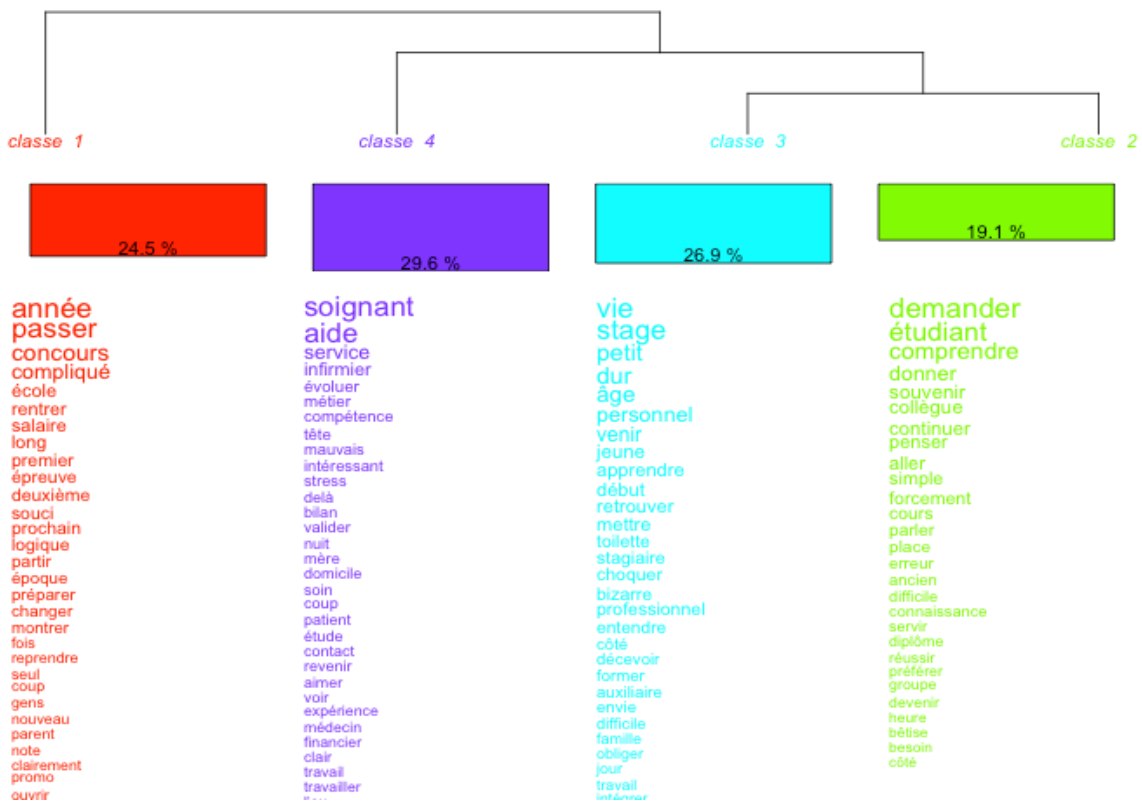 classe 1
classe 4
classe 3
classe 2
24.5 %
29.6 %
26.9 %
19.1 %
année
passer
concours
compliqué
école
rentrer
salaire
long
premier
épreuve
deuxième
souci
prochain
logique
partir
époque
préparer
changer
montrer
fois
reprendre
seul
coup
gens
nouveau
parent
note
clairement
promo
ouvrir
soignant
aide
service
infirmier
évoluer
métier
compétence
tête
mauvais
intéressant
stress
delà
bilan
valider
nuit
mère
domicile
soin
coup
patient
étude
contact
revenir
aimer
voir
expérience
médecin
financier
clair
travail
travailler
vie
stage
petit
dur
âge
personnel
venir
jeune
apprendre
début
retrouver
mettre
toilette
stagiaire
choquer
bizarre
professionnel
entendre
côté
décevoir
former
auxiliaire
envie
difficile
famille
obliger
jour
travail
intégrer
demander
étudiant
comprendre
donner
souvenir
collègue
continuer
penser
aller
simple
forcement
cours
parler
place
erreur
ancien
difficile
connaissance
servir
diplôme
réussir
préférer
groupe
devenir
heure
bêtise
besoin
côté